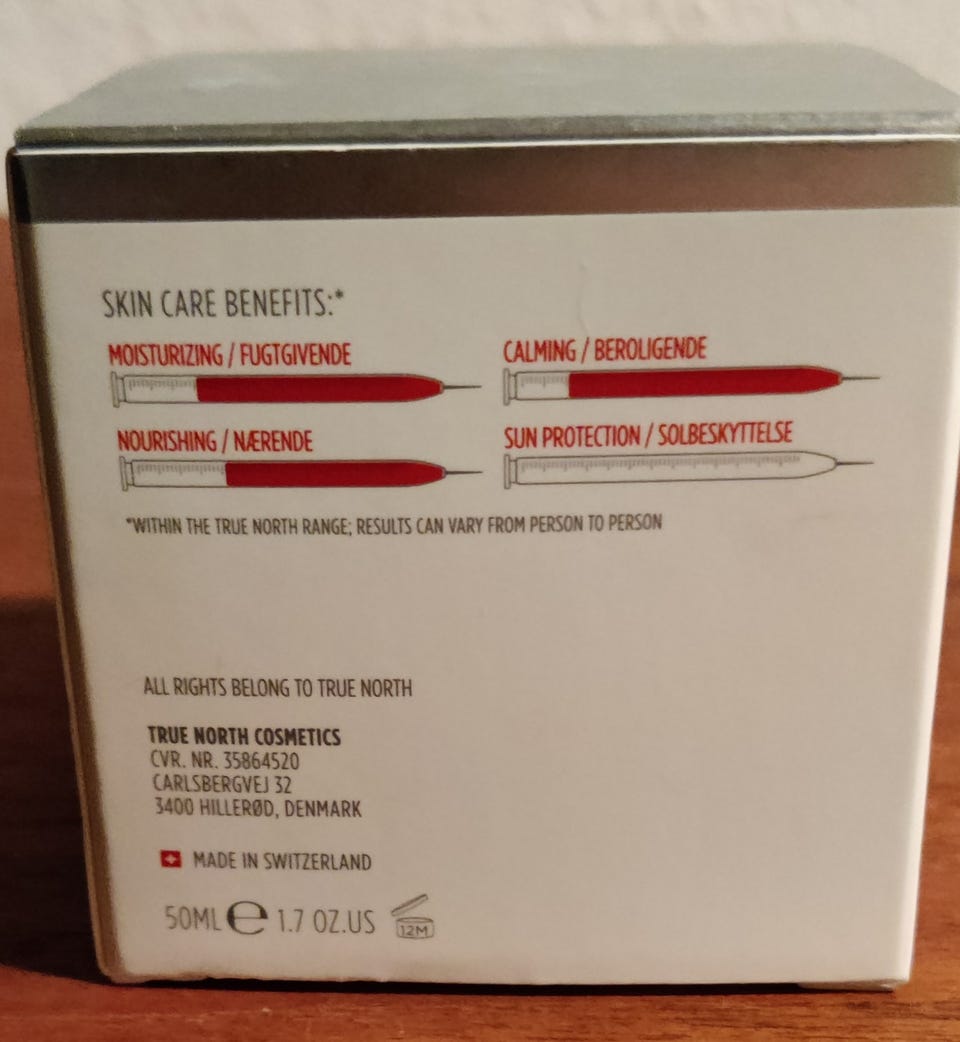 SKIN CARE BENEFITS:*
MOISTURIZING / FUGTGIVENDE
CALMING / BEROLIGENDE
NOURISHING / NÆRENDE
SUN PROTECTION / SOLBESKYTTELSE
*WITHIN THE TRUE NORTH RANGE; RESULTS CAN VARY FROM PERSON TO PERSON
ALL RIGHTS BELONG TO TRUE NORTH
TRUE NORTH COSMETICS
CVR. NR. 35864520
CARLSBERGVEJ 32
3400 HILLERØD, DENMARK
MADE IN SWITZERLAND
50ML e 1.7 OZ.US 12M